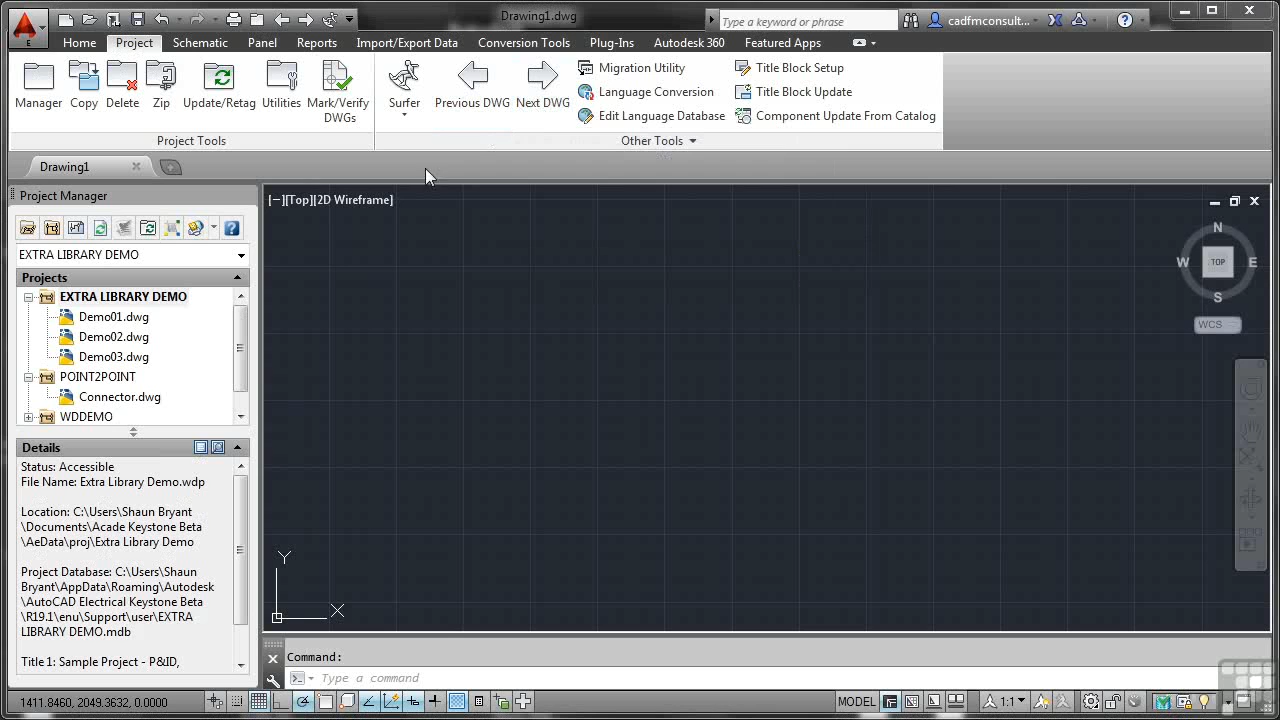 Drawing1.dwg
Type a keyword or phrase
cadfmconsult...
E
Home Project Schematic Panel Reports Import/Export Data Conversion Tools Plug-Ins Autodesk 360 Featured Apps
Manager Copy Delete Zip Update/Retag Utilities Mark/Verify DWGs
Surfer Previous DWG Next DWG
Migration Utility Title Block Setup
Language Conversion Title Block Update
Edit Language Database Component Update From Catalog
Project Tools Other Tools
Drawing1
Project Manager
EXTRA LIBRARY DEMO
Projects
EXTRA LIBRARY DEMO
Demo01.dwg
Demo02.dwg
Demo03.dwg
POINT2POINT
Connector.dwg
WDDEMO
Details
Status: Accessible
File Name: Extra Library Demo.wdp
Location: C:\Users\Shaun Bryant
\Documents\Acade Keystone Beta
\AeData\proj\Extra Library Demo
Project Database: C:\Users\Shaun
Bryant\AppData\Roaming\Autodesk
\AutoCAD Electrical Keystone Beta
\R19.1\enu\Support\user\EXTRA
LIBRARY DEMO.mdb
Title 1: Sample Project - P&ID,
[−][Top][2D Wireframe]
N
W TOP E
S
WCS
Y
X
Command:
Type a command
1411.8460, 2049.3632, 0.0000
MODEL
1:1